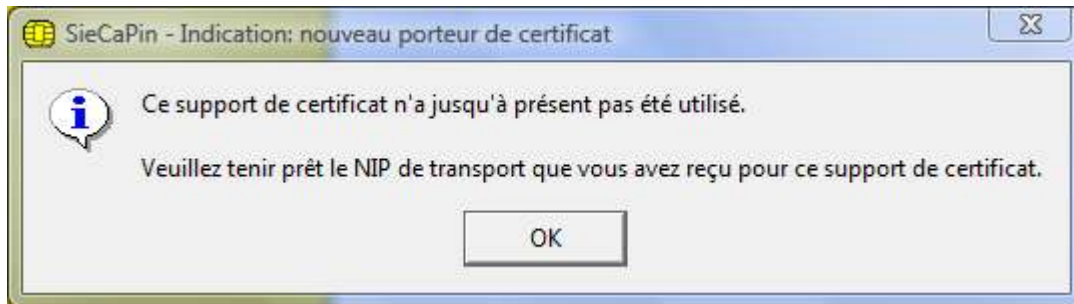 SieCaPin - Indication: nouveau porteur de certificat
Ce support de certificat n'a jusqu'à présent pas été utilisé.
Veuillez tenir prêt le NIP de transport que vous avez reçu pour ce support de certificat.
OK